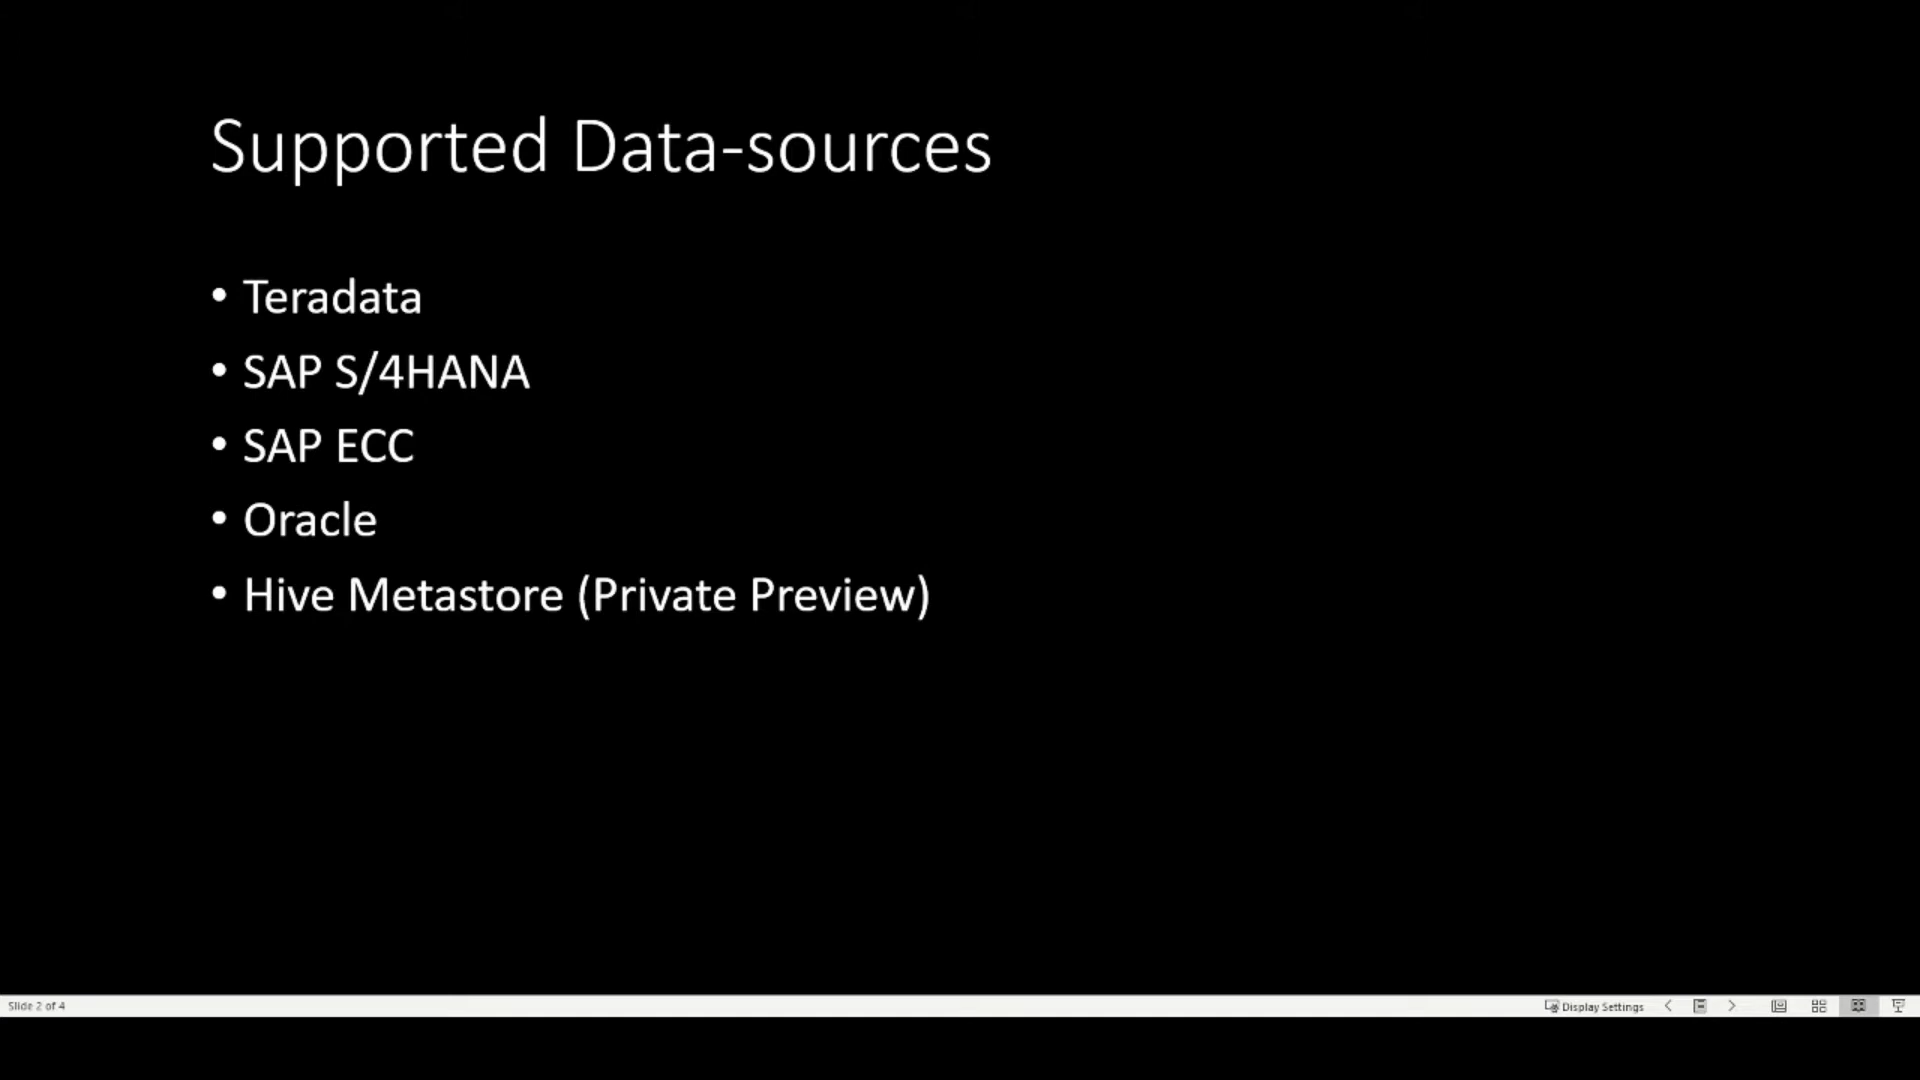 Supported Data-sources
• Teradata
• SAP S/4HANA
• SAP ECC
• Oracle
• Hive Metastore (Private Preview)
Slide 2 of 4
Display Settings